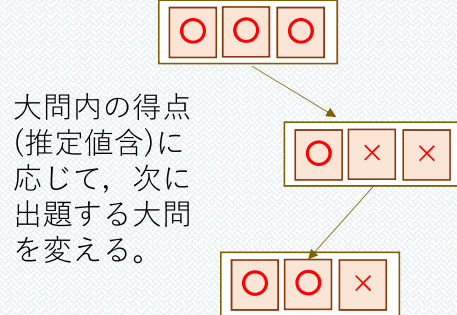 ○ ○ ○
大問内の得点
(推定値含)に
応じて，次に
出題する大問
を変える。
○ × ×
○ ○ ×